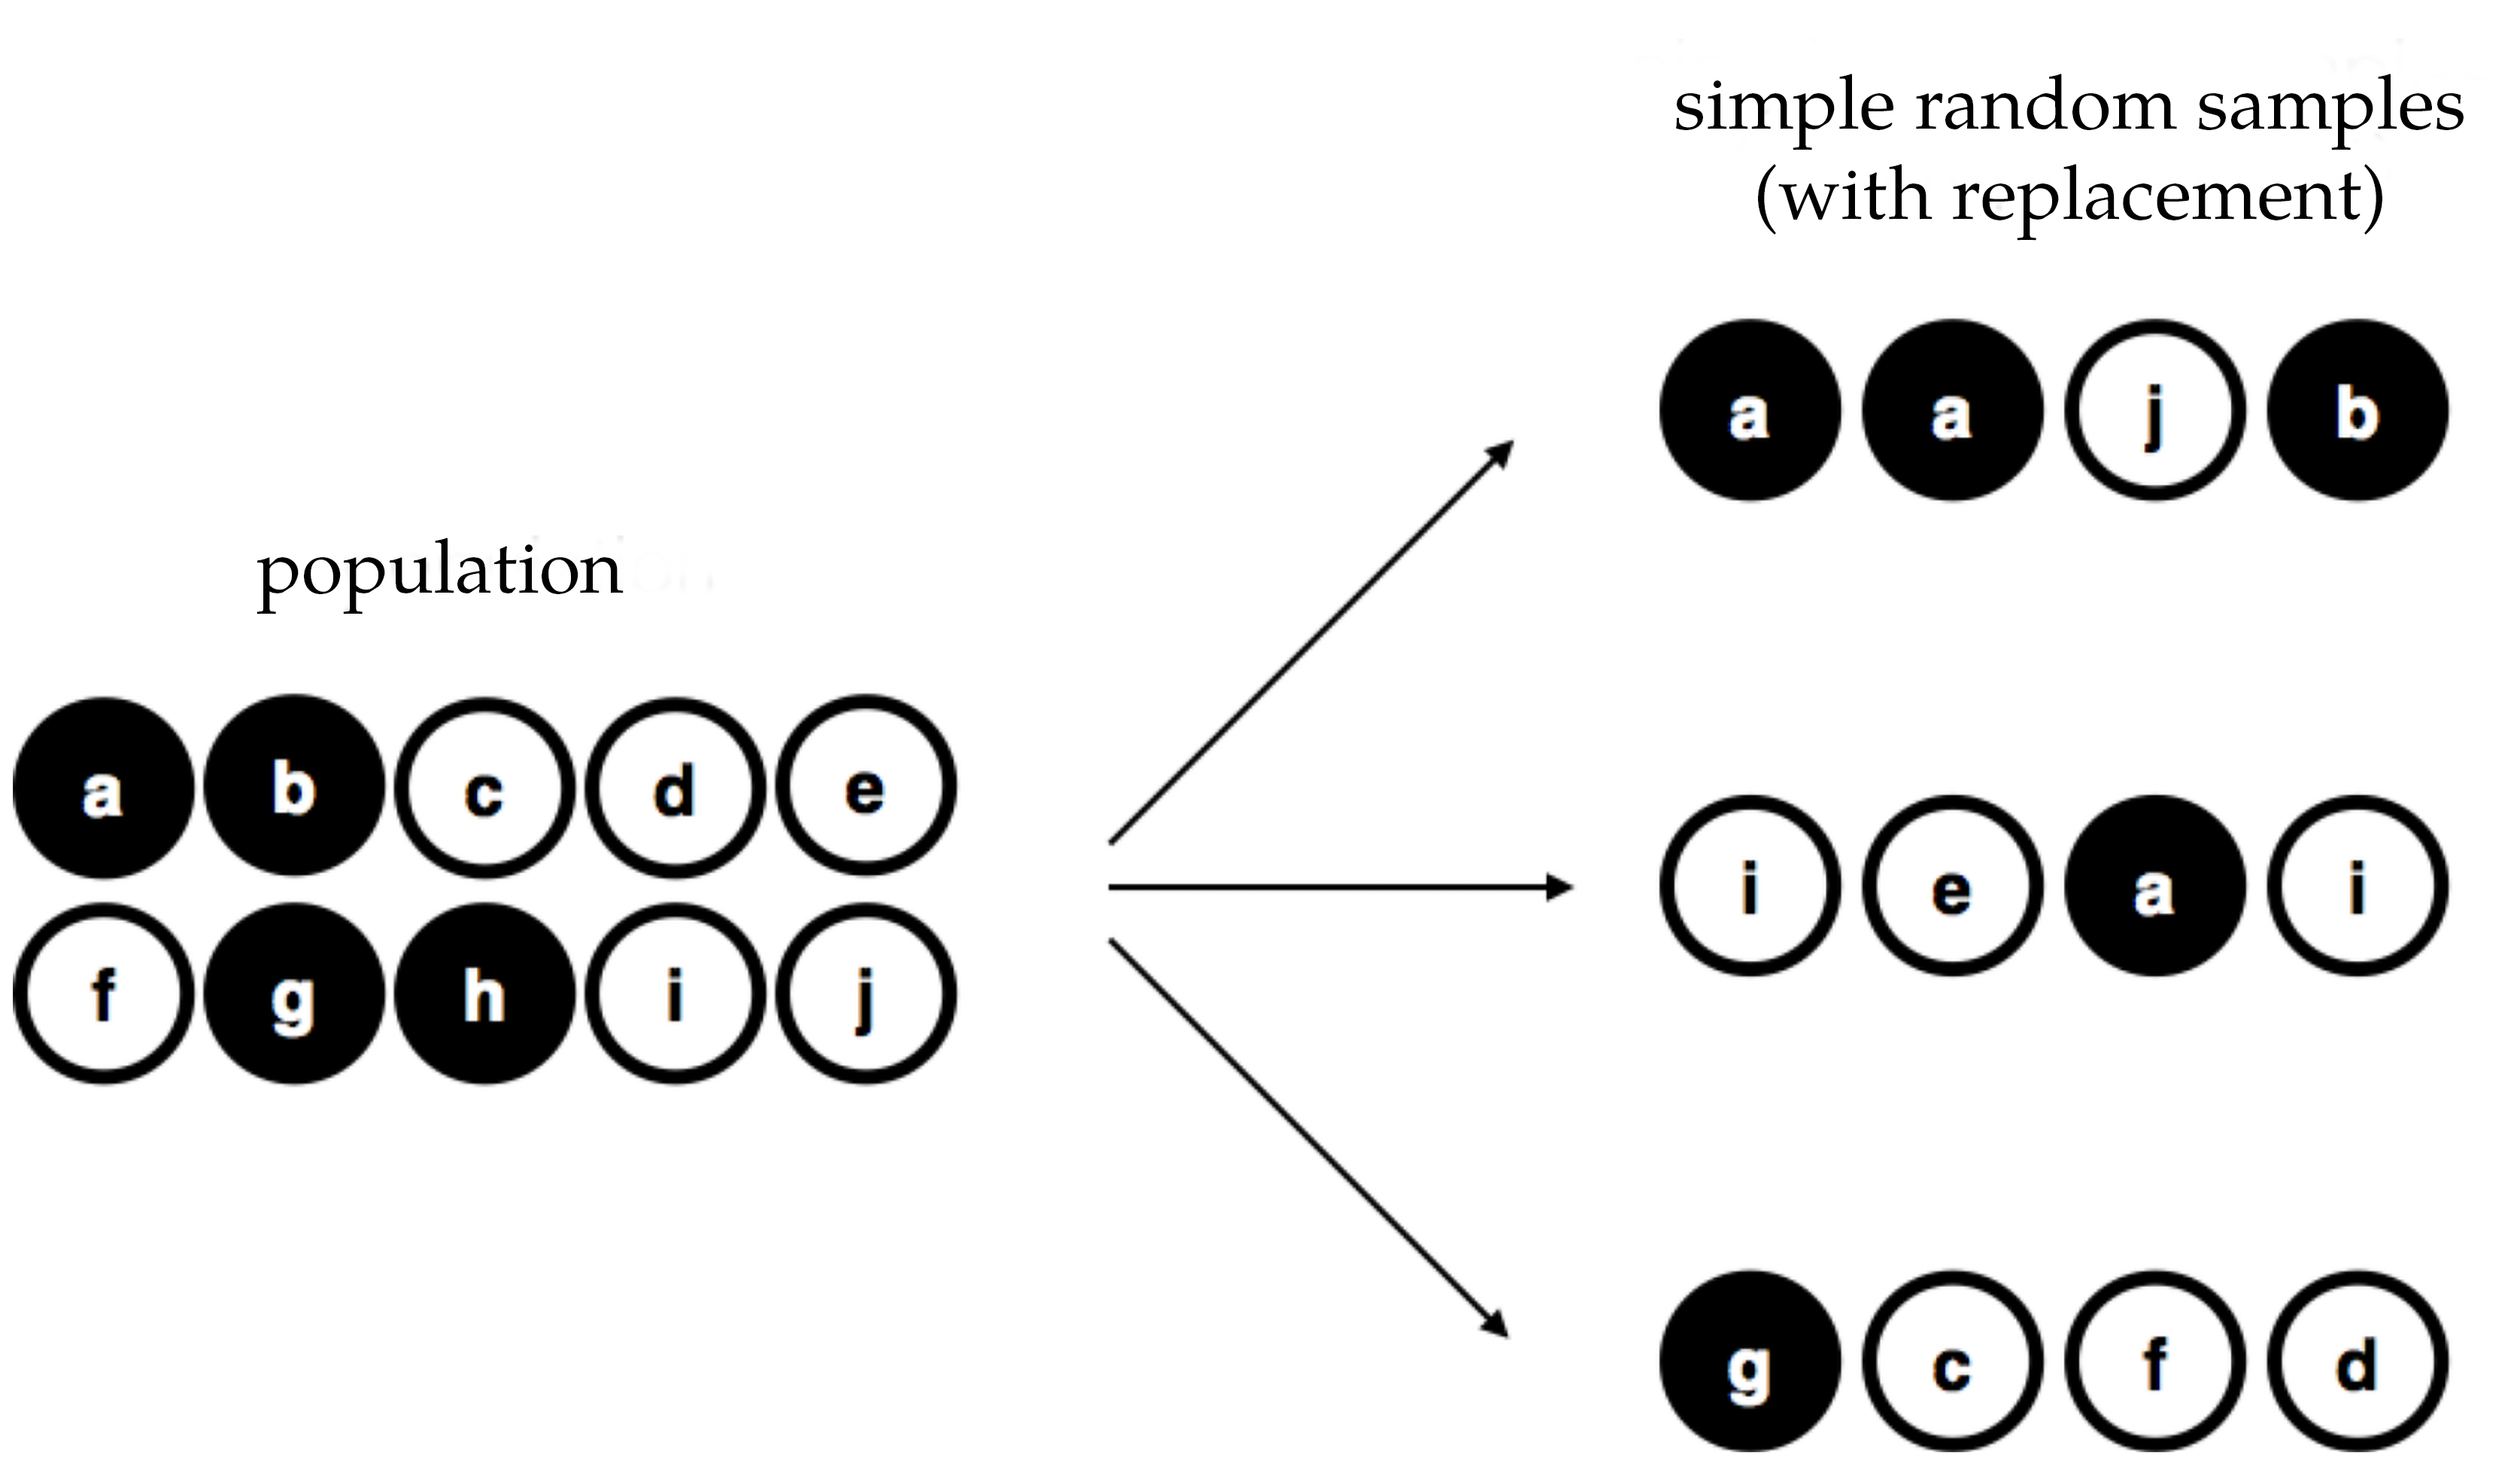 simple random samples
(with replacement)
a a j b
population
a b c d e
i e a i
f g h i j
g c f d